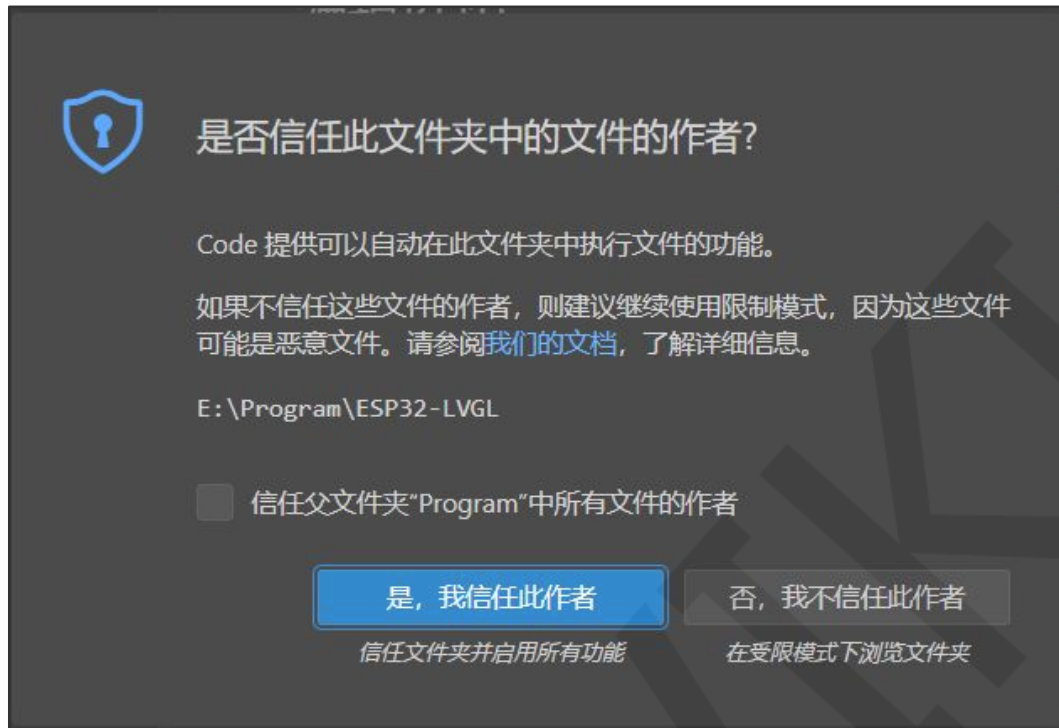 是否信任此文件夹中的文件的作者?
Code 提供可以自动在此文件夹中执行文件的功能。
如果不信任这些文件的作者，则建议继续使用限制模式，因为这些文件
可能是恶意文件。请参阅我们的文档，了解详细信息。
E:\Program\ESP32-LVGL
信任父文件夹“Program”中所有文件的作者
是，我信任此作者
否，我不信任此作者
信任文件夹并启用所有功能
在受限模式下浏览文件夹